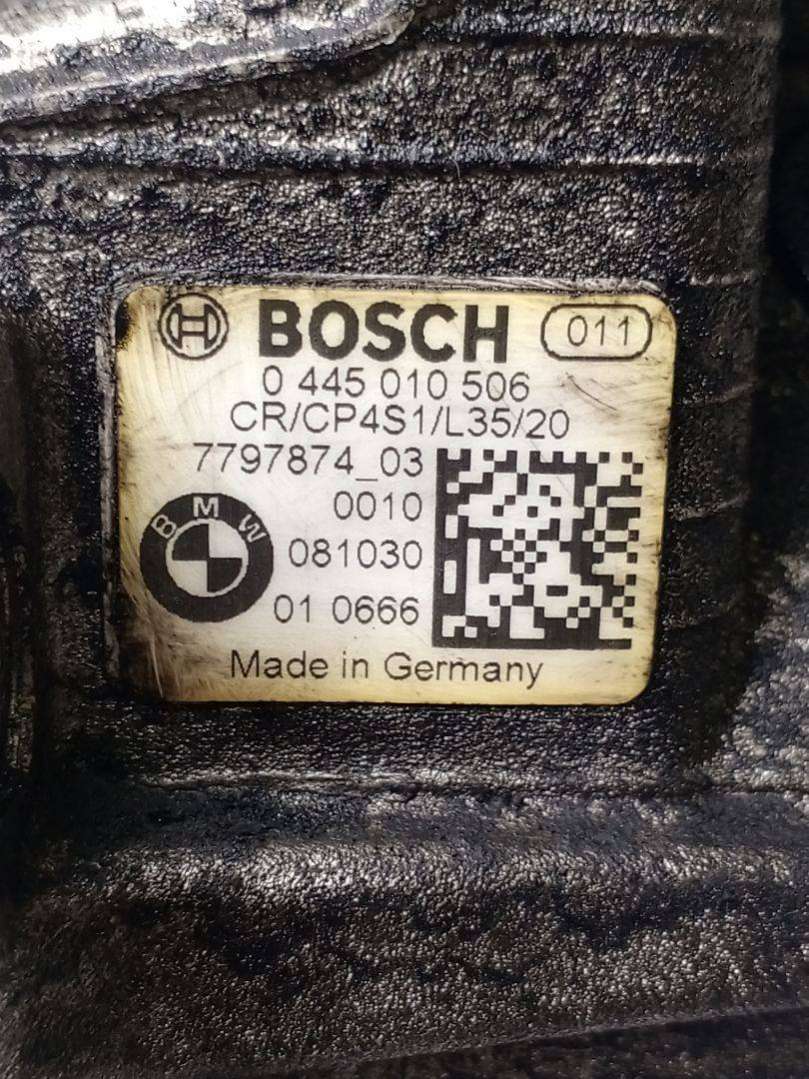 BOSCH 011
0 445 010 506
CR/CP4S1/L35/20
7797874_03
0010
BMW
081030
01 0666
Made in Germany